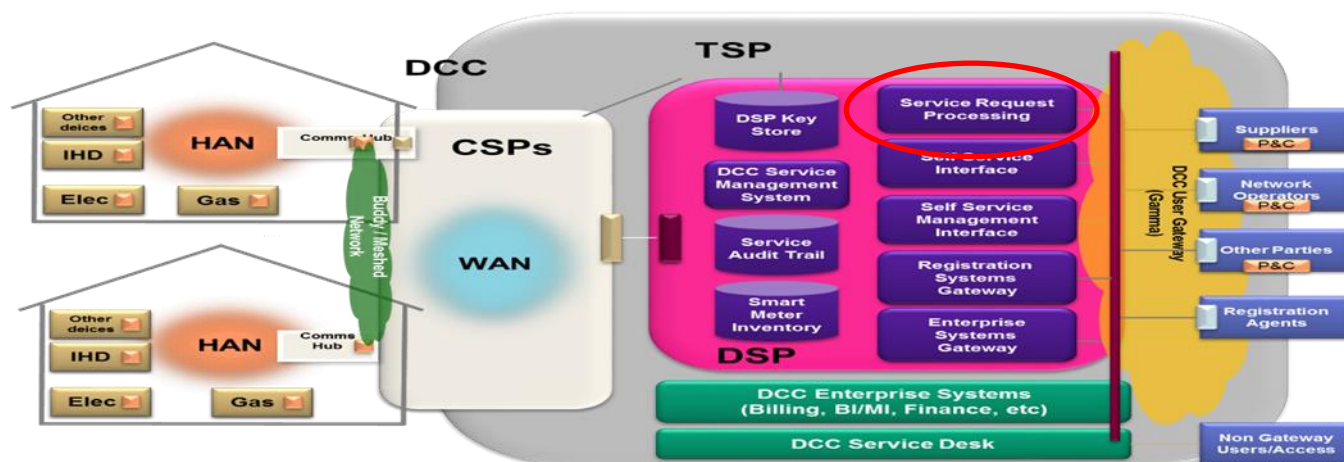 DCC
TSP
Other
deices
IHD
HAN
Comms Hub
Elec
Gas
Buddy / Meshed
Network
Other
deices
IHD
HAN
Comms
Hub
Elec
Gas
CSPs
WAN
DSP Key
Store
DCC Service
Management
System
Service
Audit Trail
Smart
Meter
Inventory
DSP
Service Request
Processing
Self Service
Interface
Self Service
Management
Interface
Registration
Systems
Gateway
Enterprise
Systems
Gateway
DCC User Gateway
(Gamma)
Suppliers
P&C
Network
Operators
P&C
Other Parties
P&C
Registration
Agents
DCC Enterprise Systems
(Billing, BI/MI, Finance, etc)
DCC Service Desk
Non Gateway
Users/Access